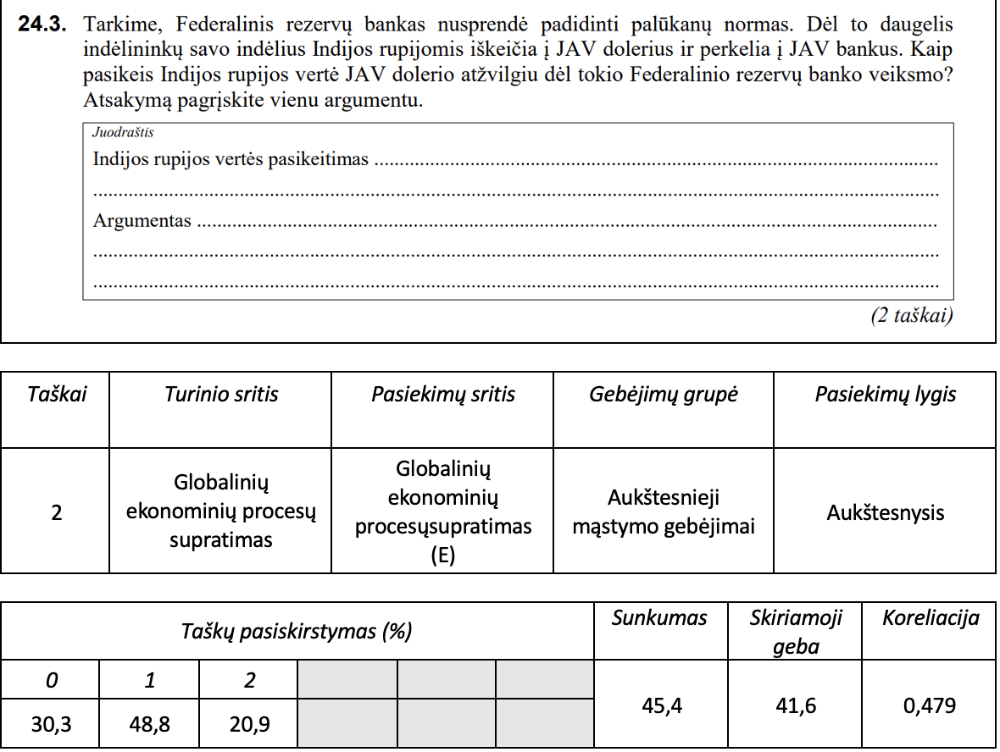 24.3. Tarkime, Federalinis rezervų bankas nusprendė padidinti palūkanų normas. Dėl to daugelis
indėlininkų savo indėlius Indijos rupijomis iškeičia į JAV dolerius ir perkelia į JAV bankus. Kaip
pasikeis Indijos rupijos vertė JAV dolerio atžvilgiu dėl tokio Federalinio rezervų banko veiksmo?
Atsakymą pagrįskite vienu argumentu.
Juodraštis
Indijos rupijos vertės pasikeitimas ........................................................
................................................................................
Argumentas ................................................................................
................................................................................
................................................................................
(2 taškai)
Taškai Turinio sritis Pasiekimų sritis Gebėjimų grupė Pasiekimų lygis
2
Globalinių
ekonominių procesų
supratimas
Globalinių
ekonominių
procesųsupratimas
(E)
Aukštesnieji
mąstymo gebėjimai
Aukštesnysis
Taškų pasiskirstymas (%)
Sunkumas
Skiriamoji
geba
Koreliacija
0 1 2
30,3 48,8 20,9
45,4 41,6 0,479